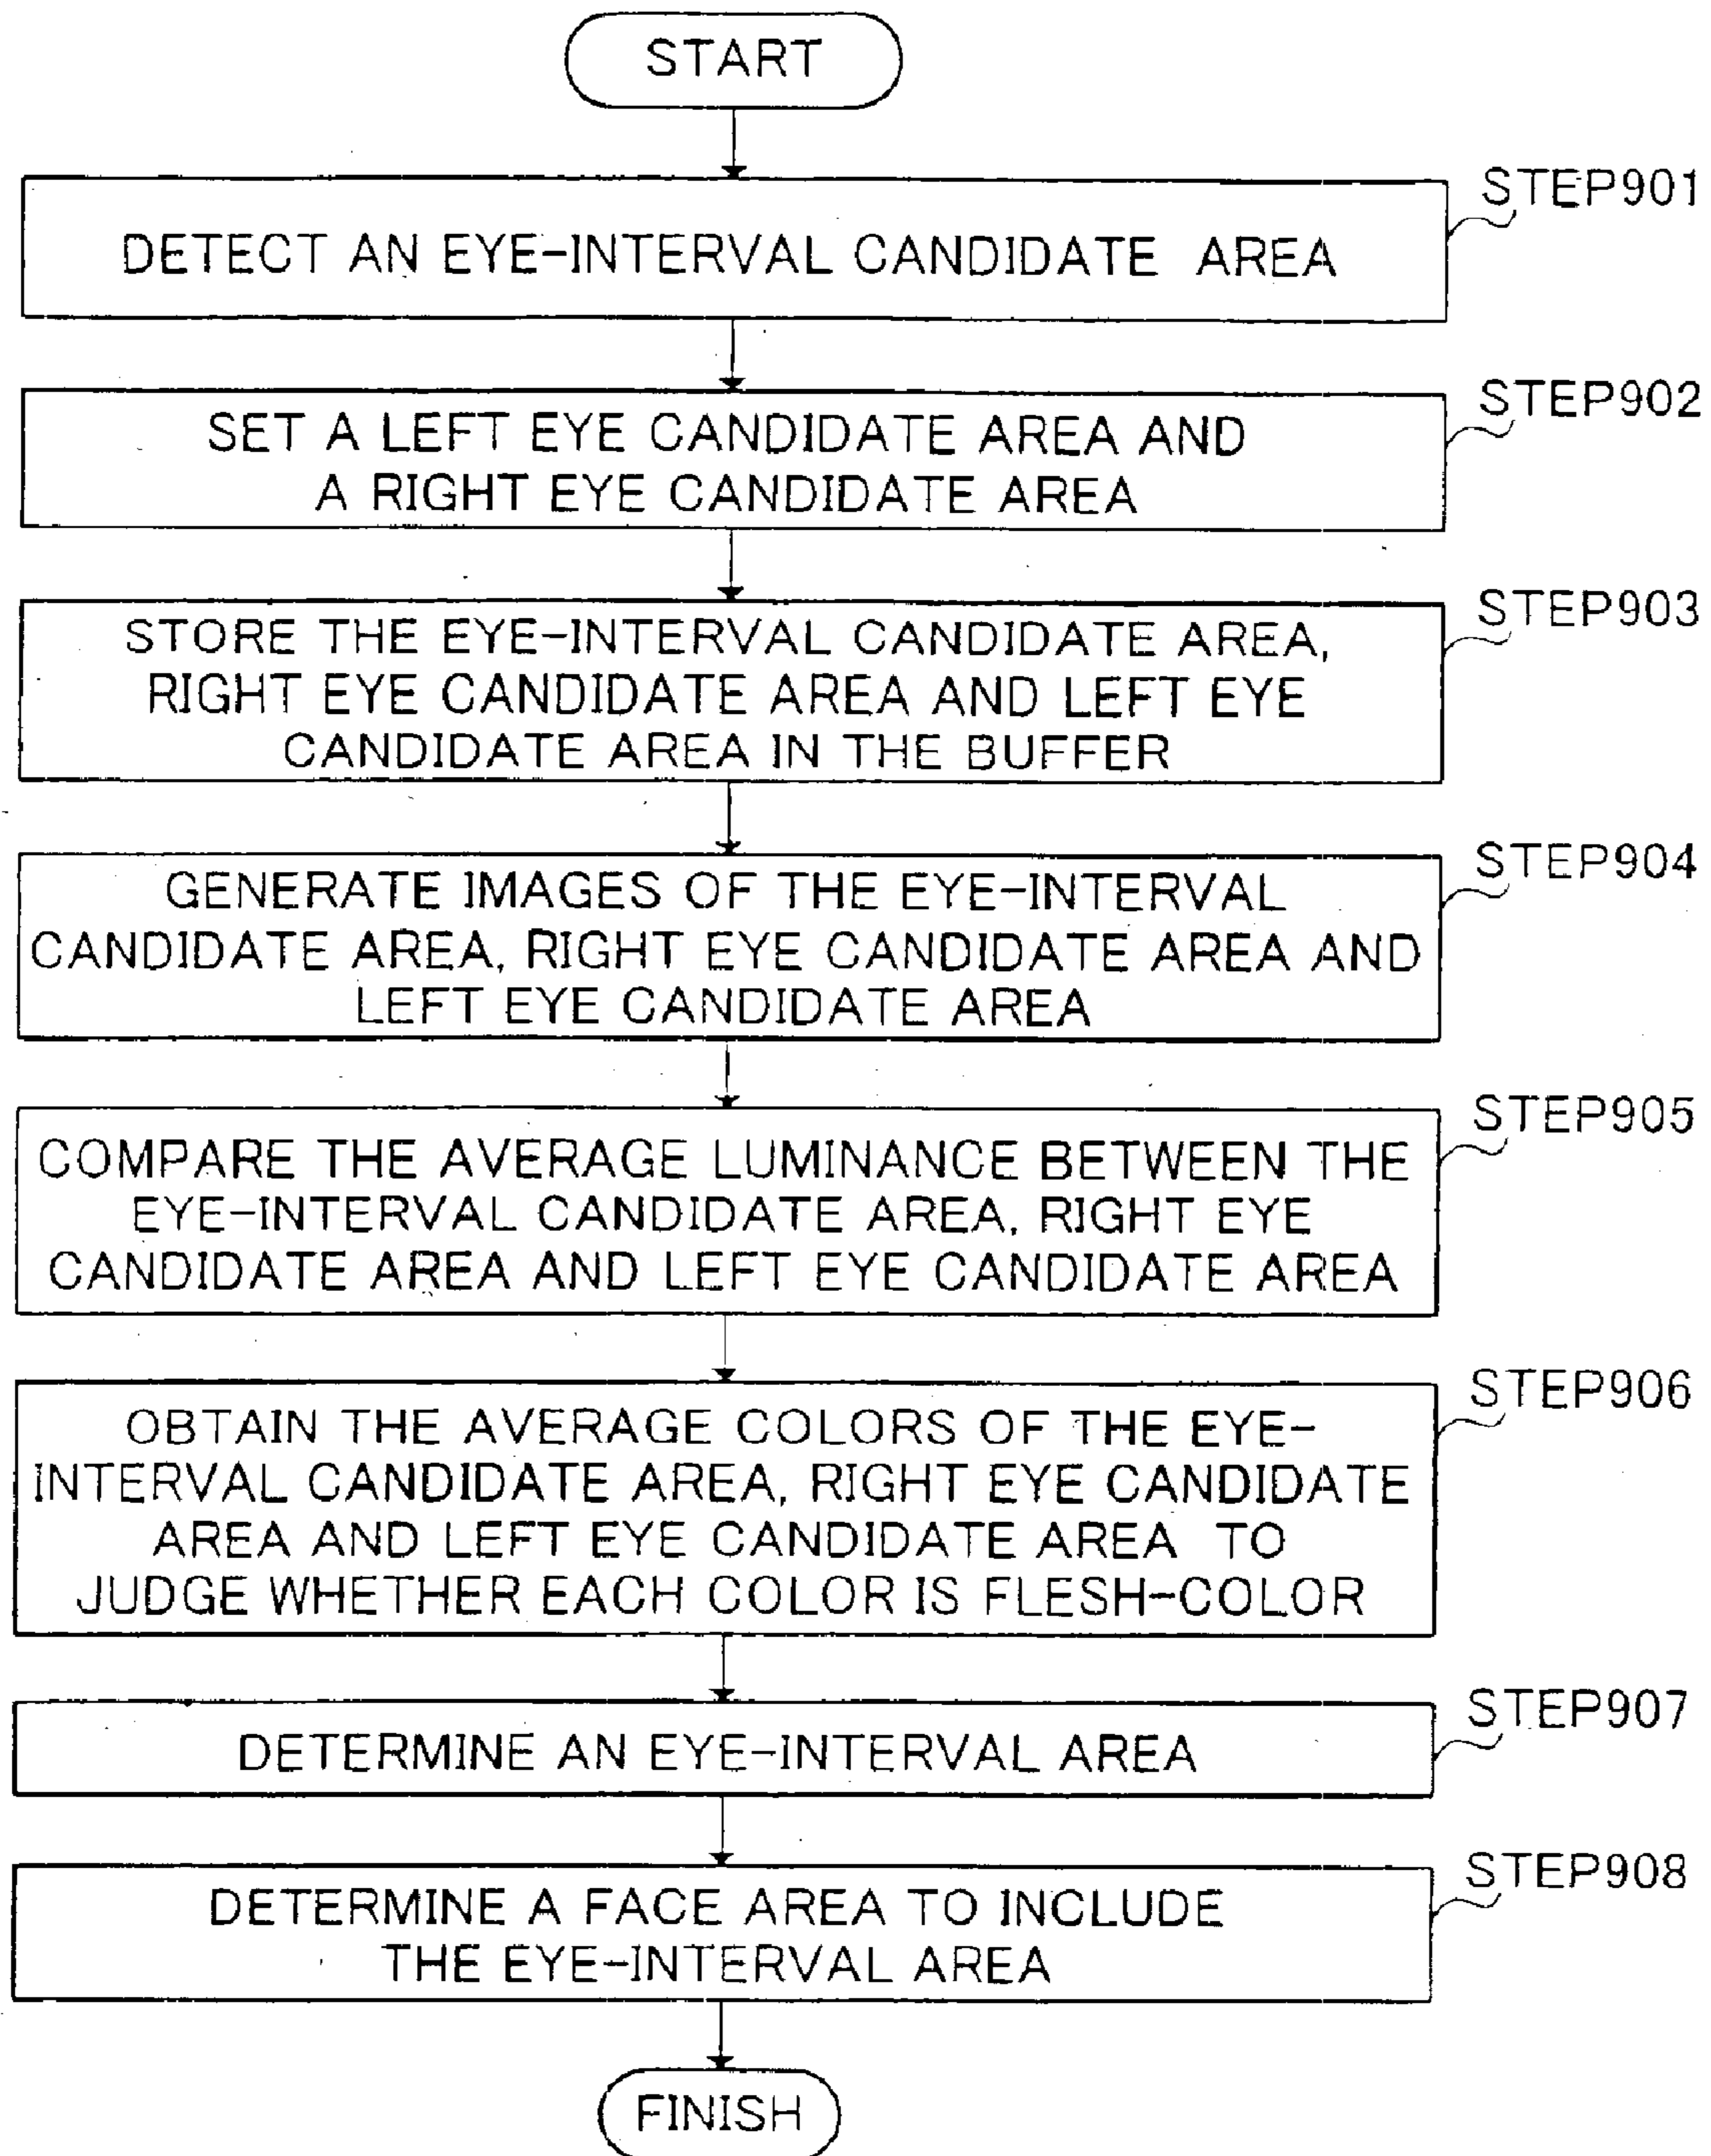 START
STEP901
DETECT AN EYE-INTERVAL CANDIDATE AREA
STEP902
SET A LEFT EYE CANDIDATE AREA AND
A RIGHT EYE CANDIDATE AREA
STEP903
STORE THE EYE-INTERVAL CANDIDATE AREA,
RIGHT EYE CANDIDATE AREA AND LEFT EYE
CANDIDATE AREA IN THE BUFFER
STEP904
GENERATE IMAGES OF THE EYE-INTERVAL
CANDIDATE AREA, RIGHT EYE CANDIDATE AREA AND
LEFT EYE CANDIDATE AREA
STEP905
COMPARE THE AVERAGE LUMINANCE BETWEEN THE
EYE-INTERVAL CANDIDATE AREA, RIGHT EYE
CANDIDATE AREA AND LEFT EYE CANDIDATE AREA
STEP906
OBTAIN THE AVERAGE COLORS OF THE EYE-
INTERVAL CANDIDATE AREA, RIGHT EYE CANDIDATE
AREA AND LEFT EYE CANDIDATE AREA TO
JUDGE WHETHER EACH COLOR IS FLESH-COLOR
STEP907
DETERMINE AN EYE-INTERVAL AREA
STEP908
DETERMINE A FACE AREA TO INCLUDE
THE EYE-INTERVAL AREA
FINISH